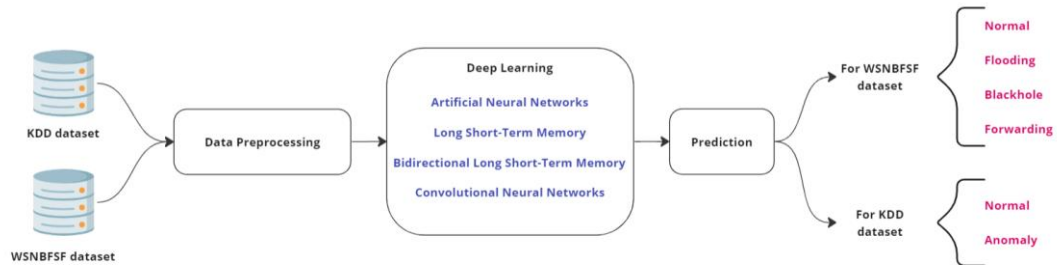 KDD dataset
WSNBFSF dataset
Data Preprocessing
Deep Learning
Artificial Neural Networks
Long Short-Term Memory
Bidirectional Long Short-Term Memory
Convolutional Neural Networks
Prediction
For WSNBFSF
dataset
Normal
Flooding
Blackhole
Forwarding
For KDD
dataset
Normal
Anomaly